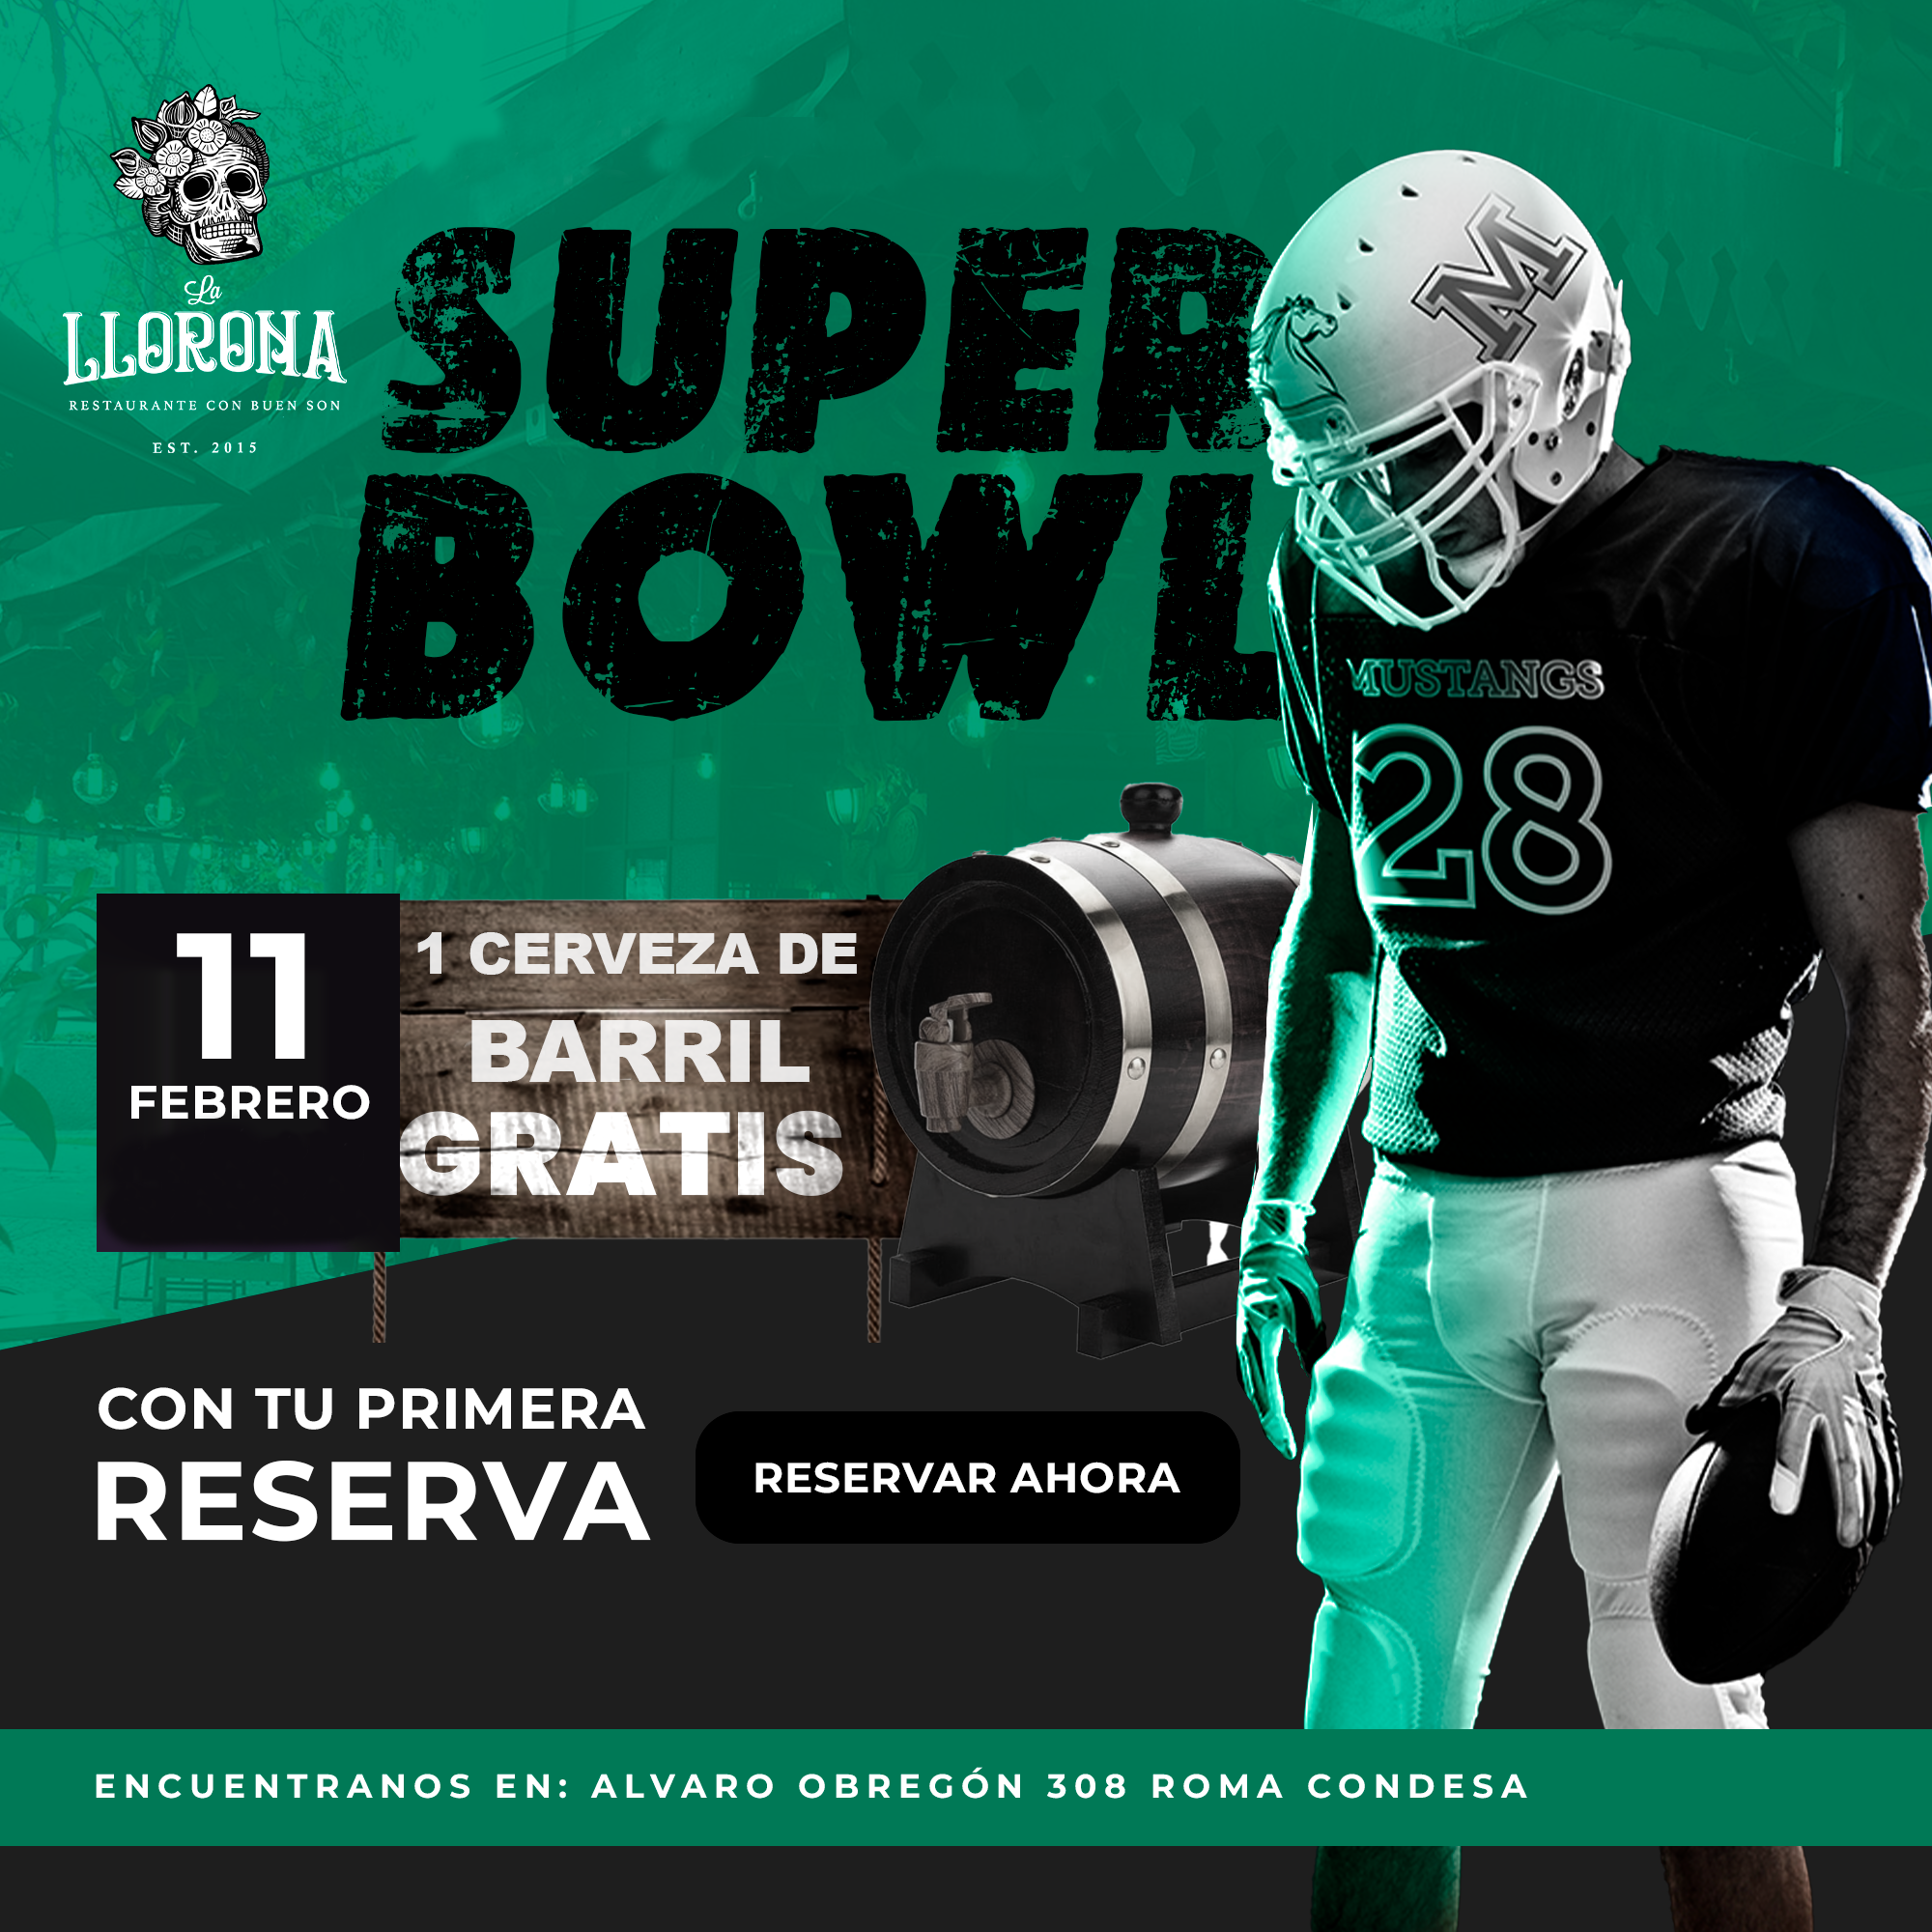 La
LLORONA
RESTAURANTE CON BUEN SON
EST. 2015
SUPER
BOWL
M
MUSTANGS
28
11
FEBRERO
1 CERVEZA DE
BARRIL
GRATIS
CON TU PRIMERA
RESERVA
RESERVAR AHORA
ENCUENTRANOS EN: ALVARO OBREGÓN 308 ROMA CONDESA